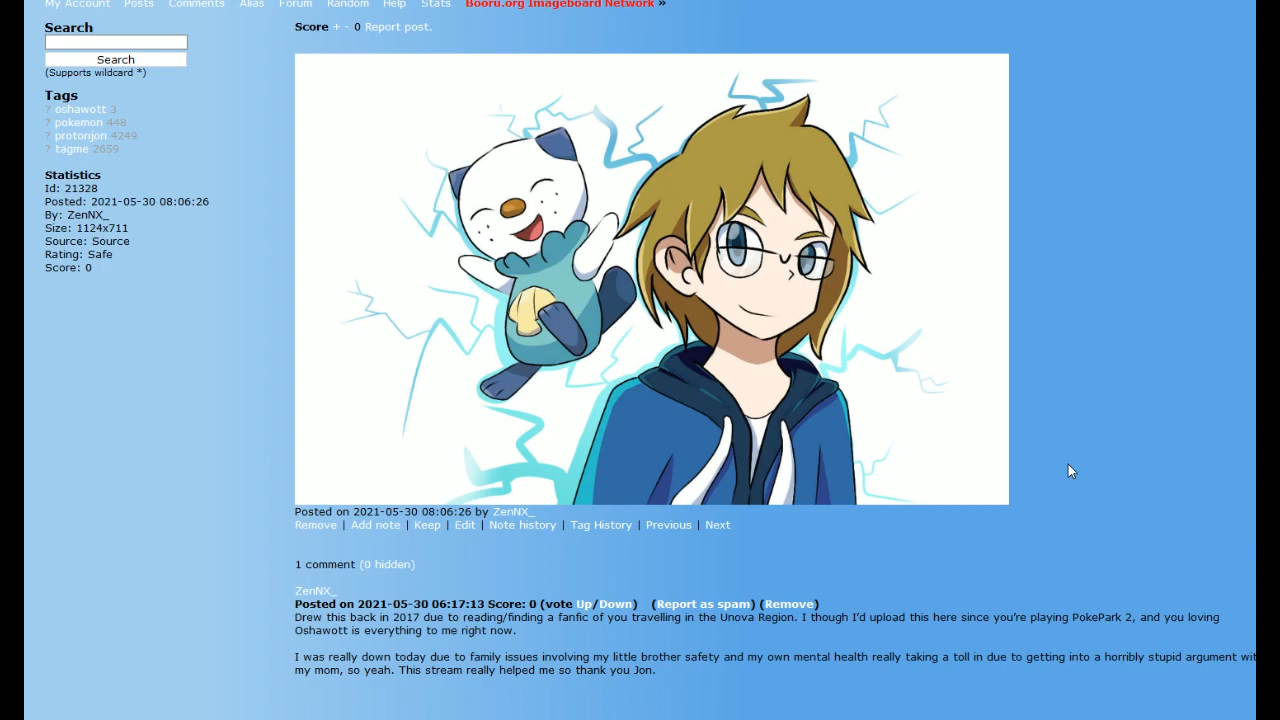 My Account Posts Comments Alias Forum Random Help Stats Booru.org Imageboard Network »
Search
Search
(Supports wildcard *)
Tags
? oshawott 3
? pokemon 448
? protonjon 4249
? tagme 2659
Statistics
Id: 21328
Posted: 2021-05-30 08:06:26
By: ZenNX_
Size: 1124x711
Source: Source
Rating: Safe
Score: 0
Score + - 0 Report post.
Posted on 2021-05-30 08:06:26 by ZenNX_
Remove | Add note | Keep | Edit | Note history | Tag History | Previous | Next
1 comment (0 hidden)
ZenNX_
Posted on 2021-05-30 06:17:13 Score: 0 (vote Up/Down) (Report as spam) (Remove)
Drew this back in 2017 due to reading/finding a fanfic of you travelling in the Unova Region. I though I'd upload this here since you're playing PokePark 2, and you loving
Oshawott is everything to me right now.
I was really down today due to family issues involving my little brother safety and my own mental health really taking a toll in due to getting into a horribly stupid argument wit
my mom, so yeah. This stream really helped me so thank you Jon.